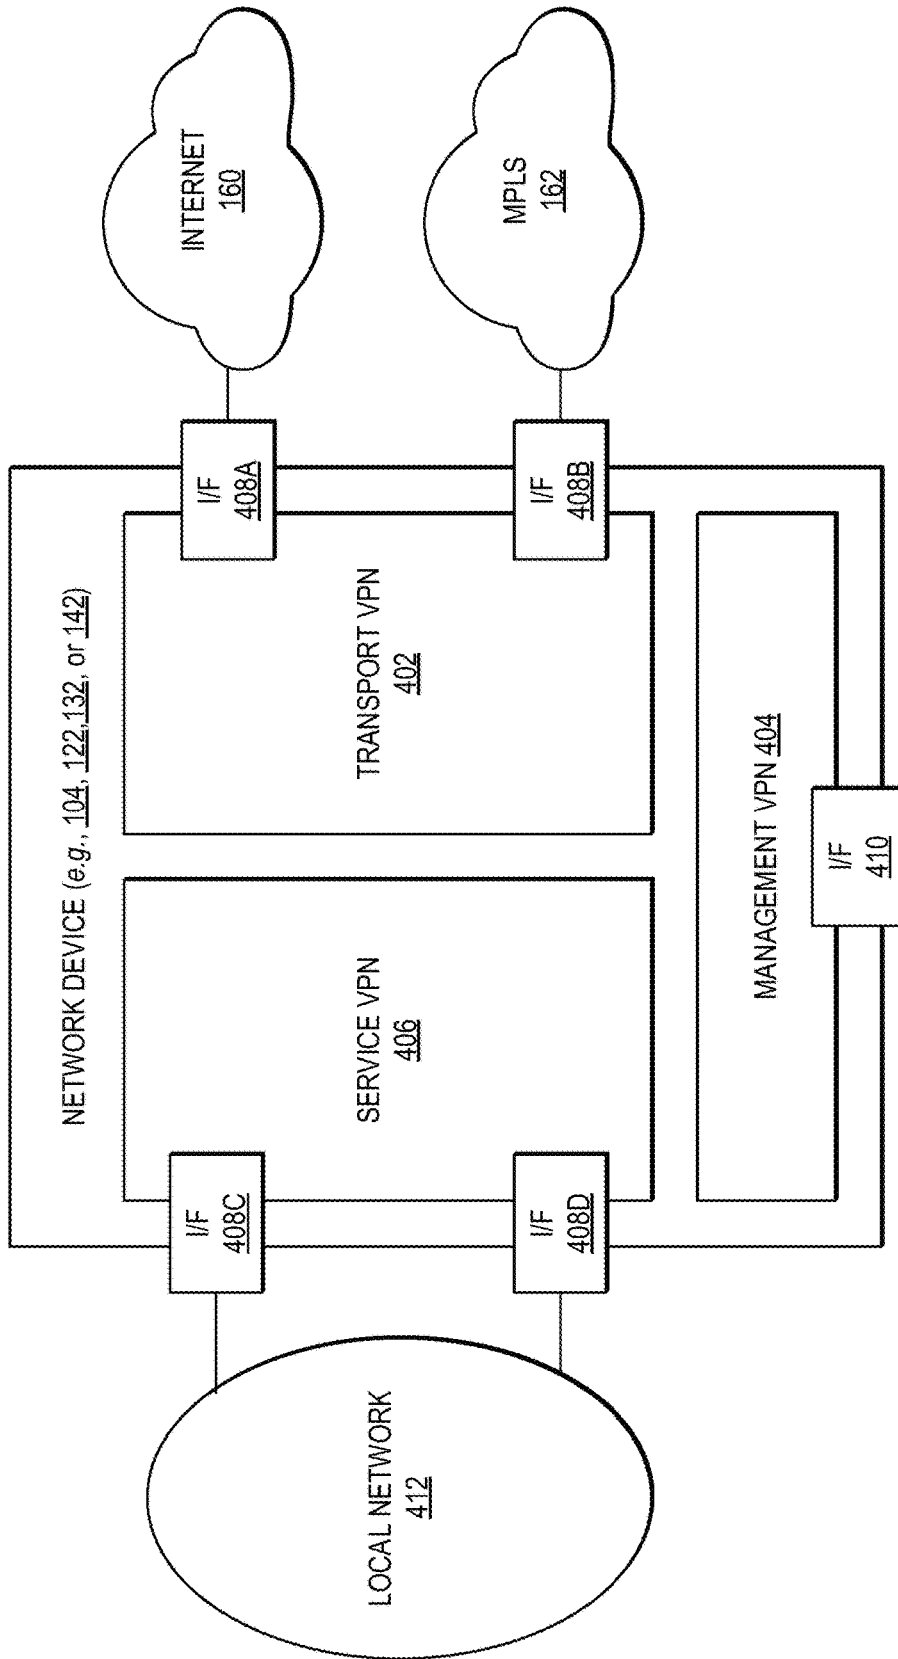 NETWORK DEVICE (e.g., 104, 122,132, or 142)
LOCAL NETWORK
412
I/F
408C
I/F
408D
SERVICE VPN
406
TRANSPORT VPN
402
I/F
408A
I/F
408B
INTERNET
160
MPLS
162
MANAGEMENT VPN 404
I/F
410